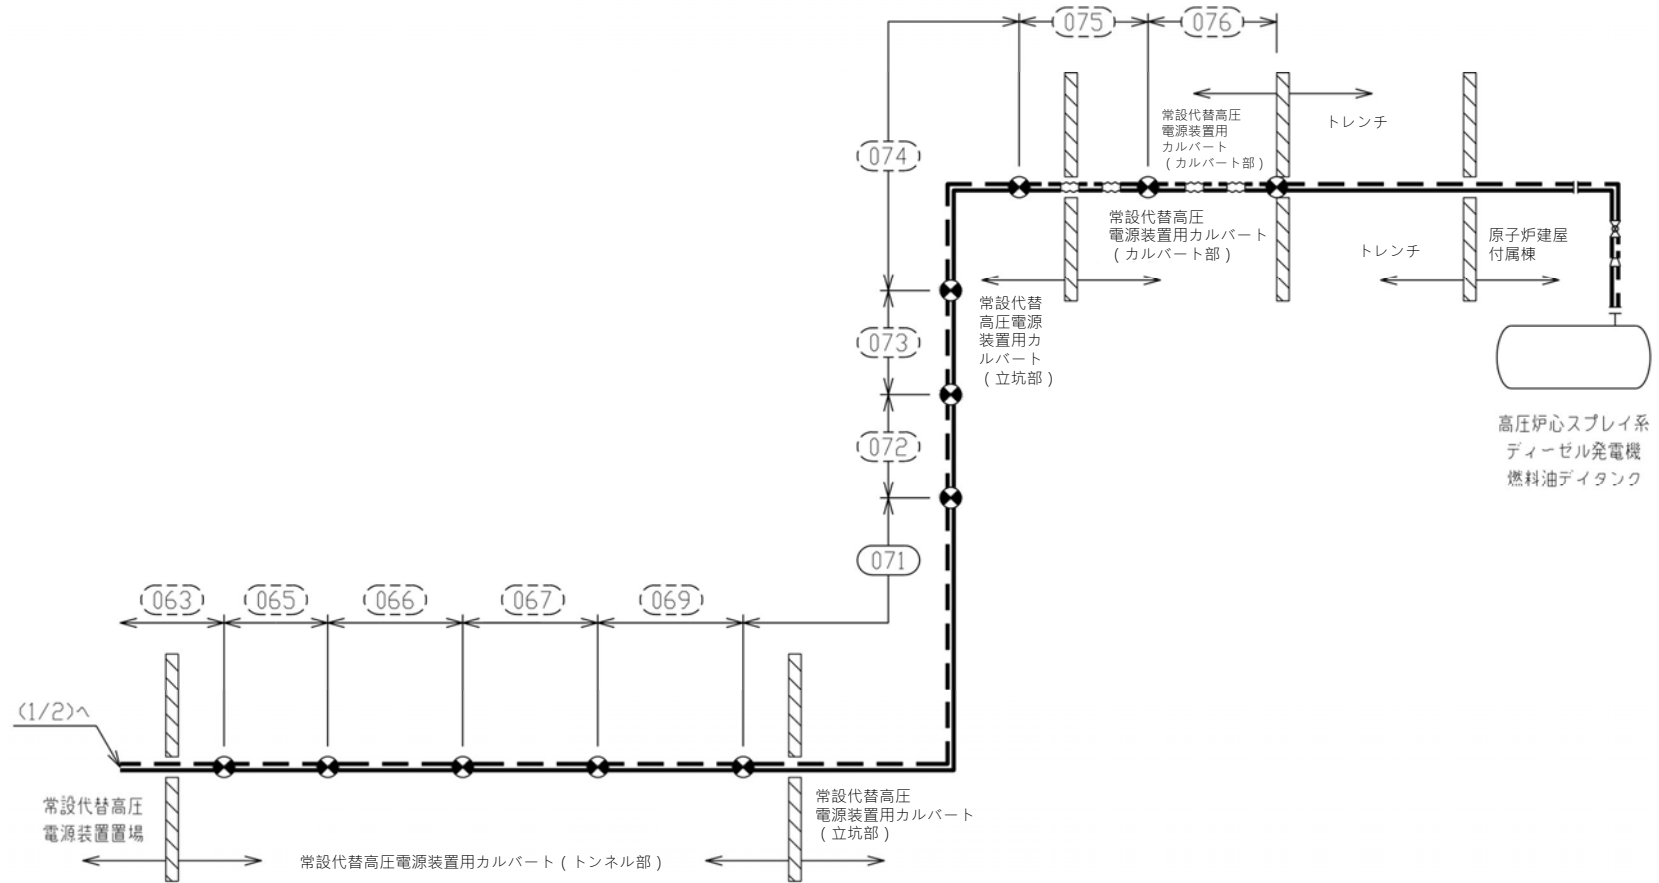 075
076
常設代替高圧
電源装置用
カルバート
(カルバート部)
トレンチ
074
常設代替高圧
電源装置用カルバート
(カルバート部)
トレンチ
原子炉建屋
付属棟
常設代替
高圧電源
装置用カ
ルバート
(立坑部)
073
072
高圧炉心スプレイ系
ディーゼル発電機
燃料油デイタンク
071
063
065
066
067
069
(1/2)へ
常設代替高圧
電源装置置場
常設代替高圧電源装置用カルバート(トンネル部)
常設代替高圧
電源装置用カルバート
(立坑部)